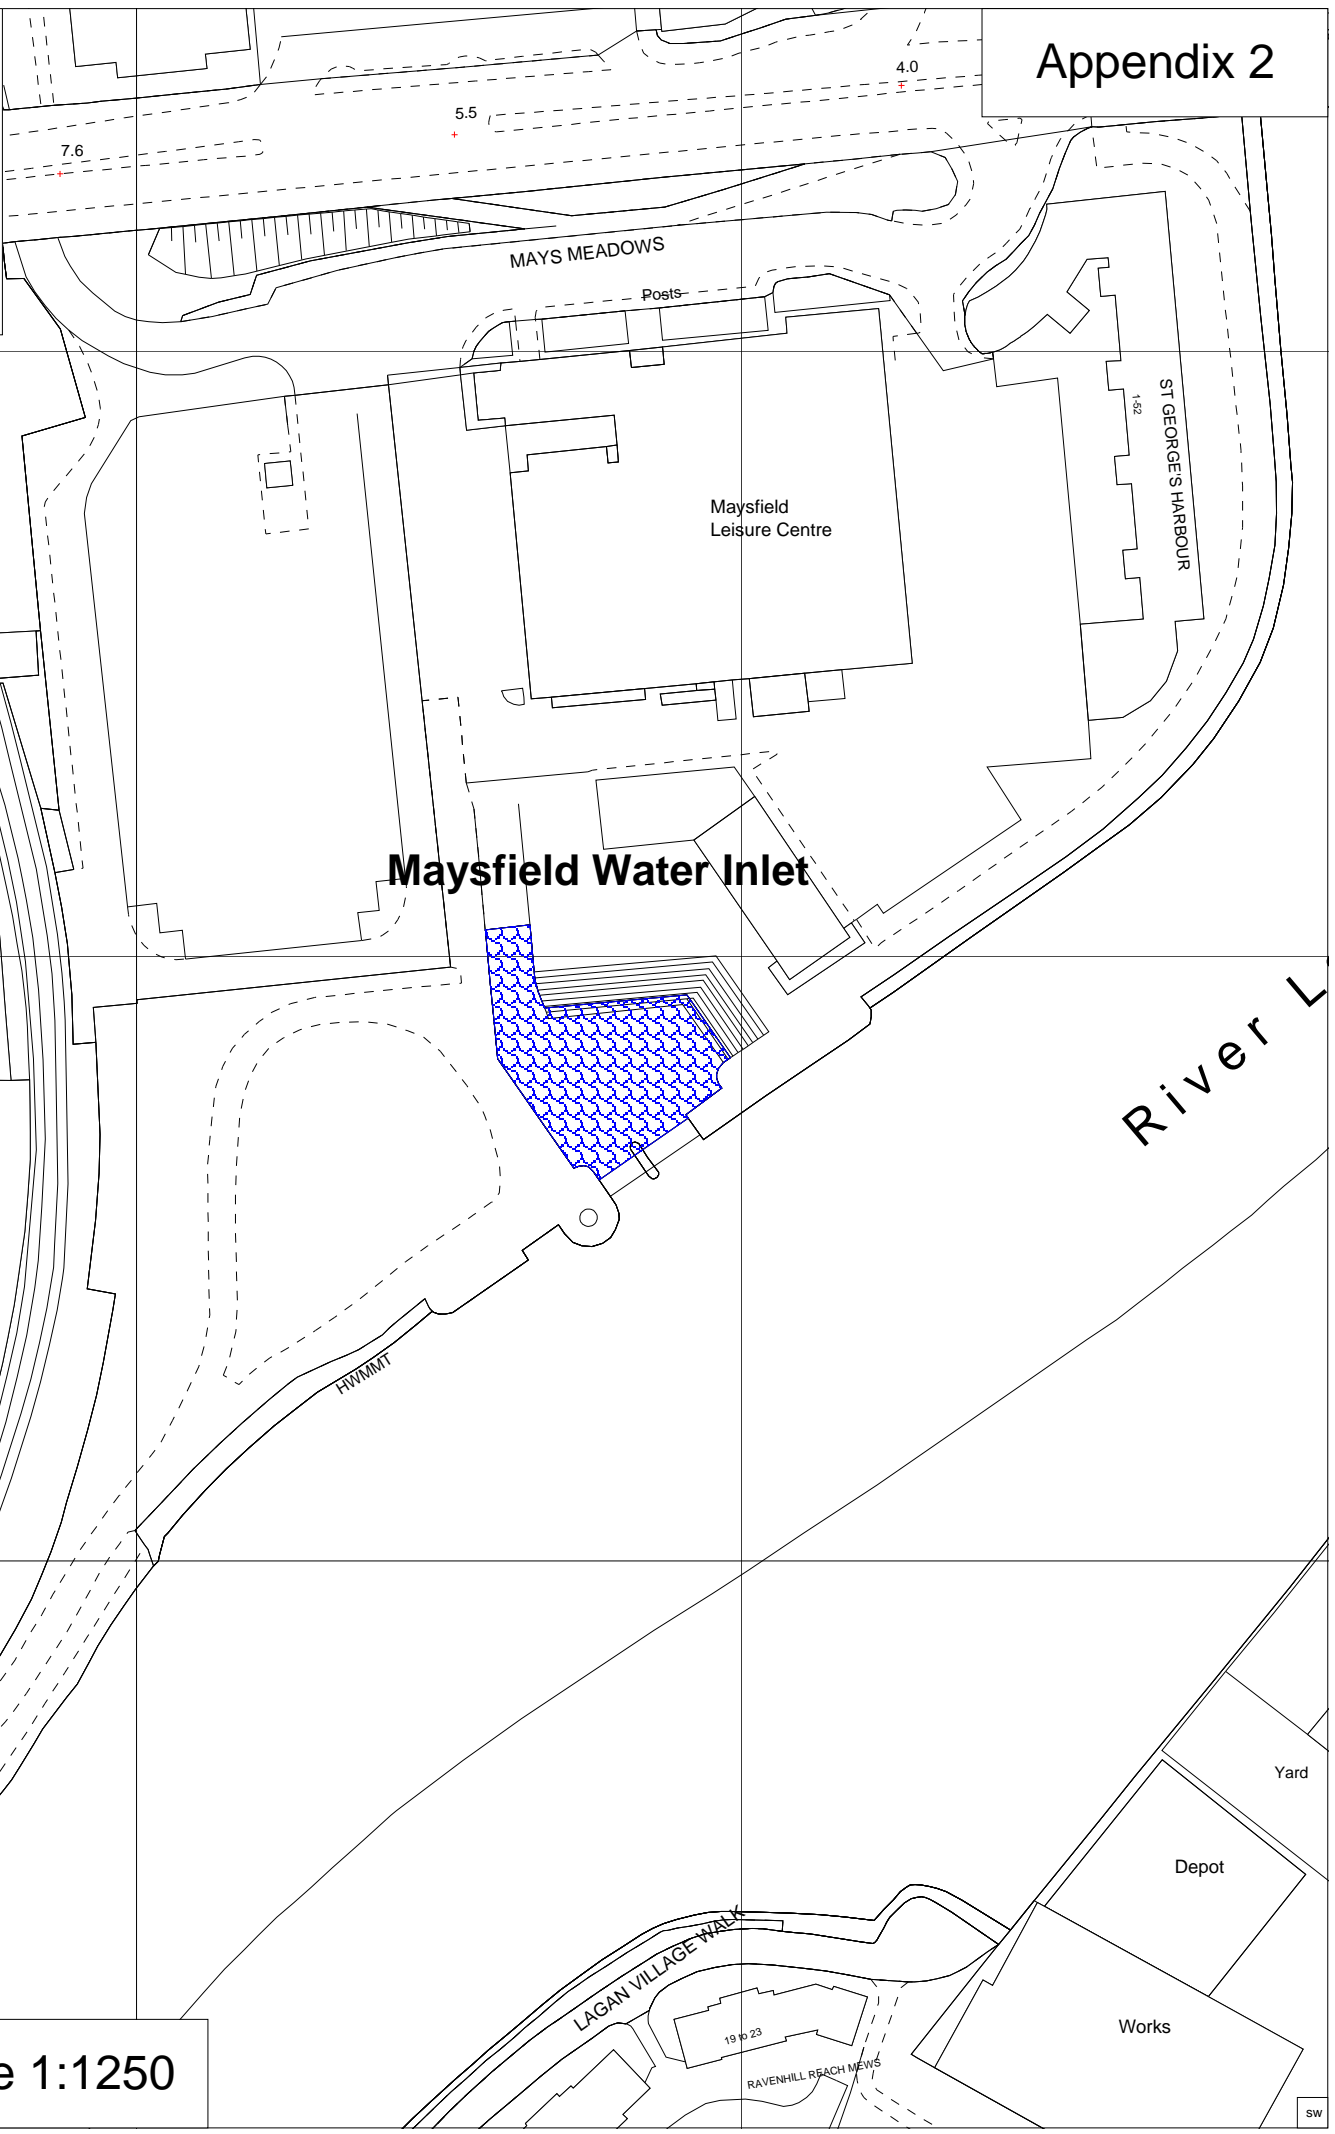 Appendix 2
4.0
5.5
7.6
MAYS MEADOWS
Posts
1-52
ST GEORGE'S HARBOUR
Maysfield
Leisure Centre
Maysfield Water Inlet
River L
HWMMT
Yard
Depot
LAGAN VILLAGE WALK
Works
19 to 23
RAVENHILL REACH MEWS
e 1:1250
sw